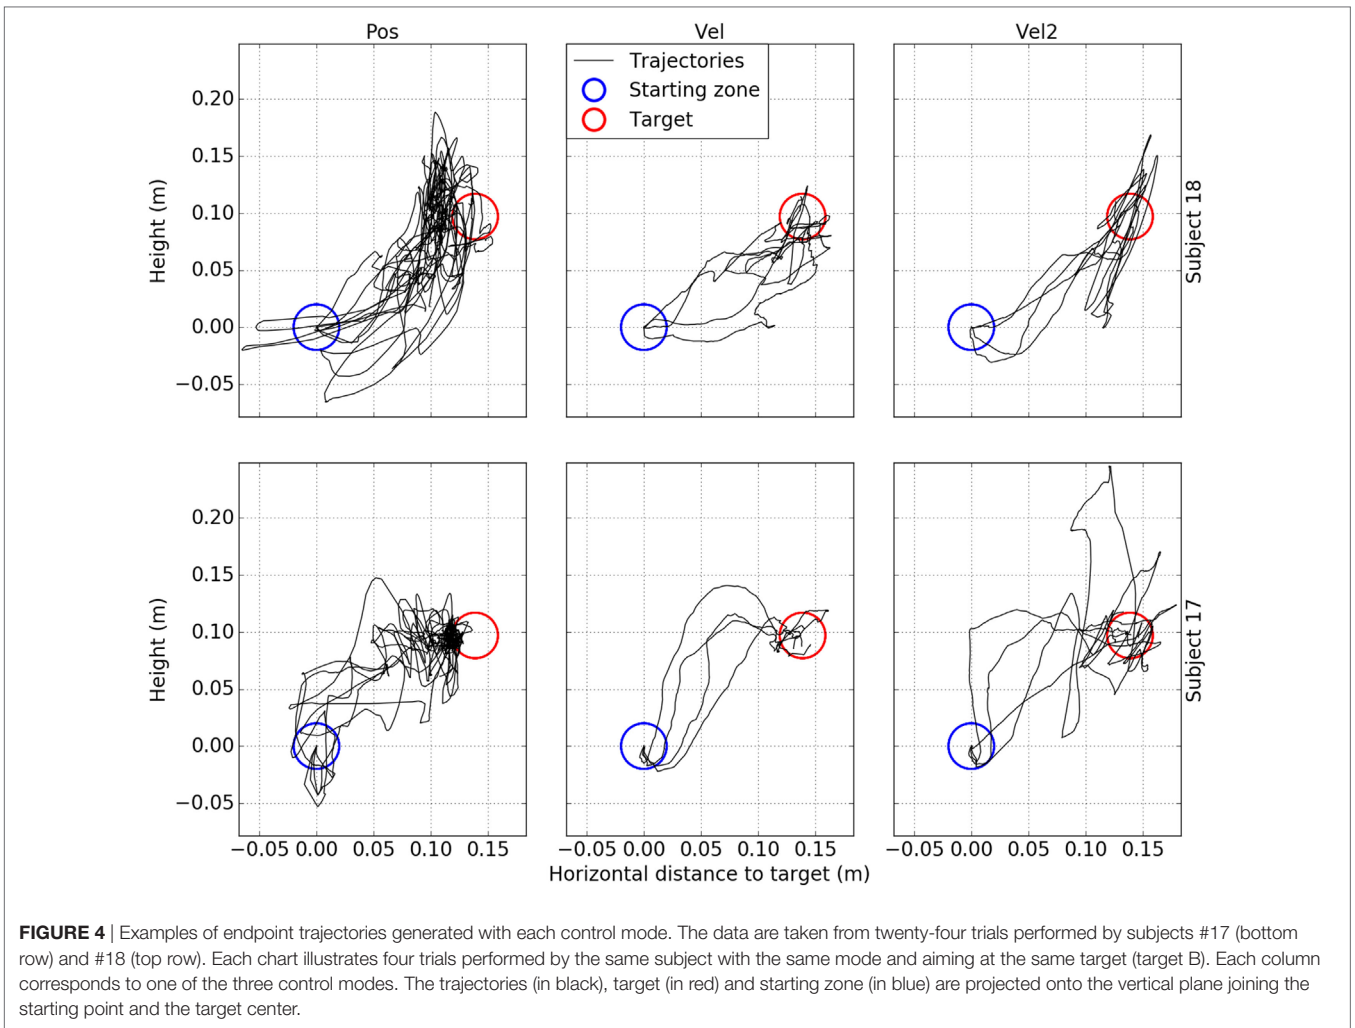 Pos
Vel
Vel2
Trajectories
Starting zone
Target
0.20
0.15
0.10
0.05
0.00
−0.05
Height (m)
Subject 18
0.20
0.15
0.10
0.05
0.00
−0.05
Height (m)
Subject 17
−0.05 0.00 0.05 0.10 0.15
−0.05 0.00 0.05 0.10 0.15
−0.05 0.00 0.05 0.10 0.15
Horizontal distance to target (m)
FIGURE 4 | Examples of endpoint trajectories generated with each control mode. The data are taken from twenty-four trials performed by subjects #17 (bottom
row) and #18 (top row). Each chart illustrates four trials performed by the same subject with the same mode and aiming at the same target (target B). Each column
corresponds to one of the three control modes. The trajectories (in black), target (in red) and starting zone (in blue) are projected onto the vertical plane joining the
starting point and the target center.